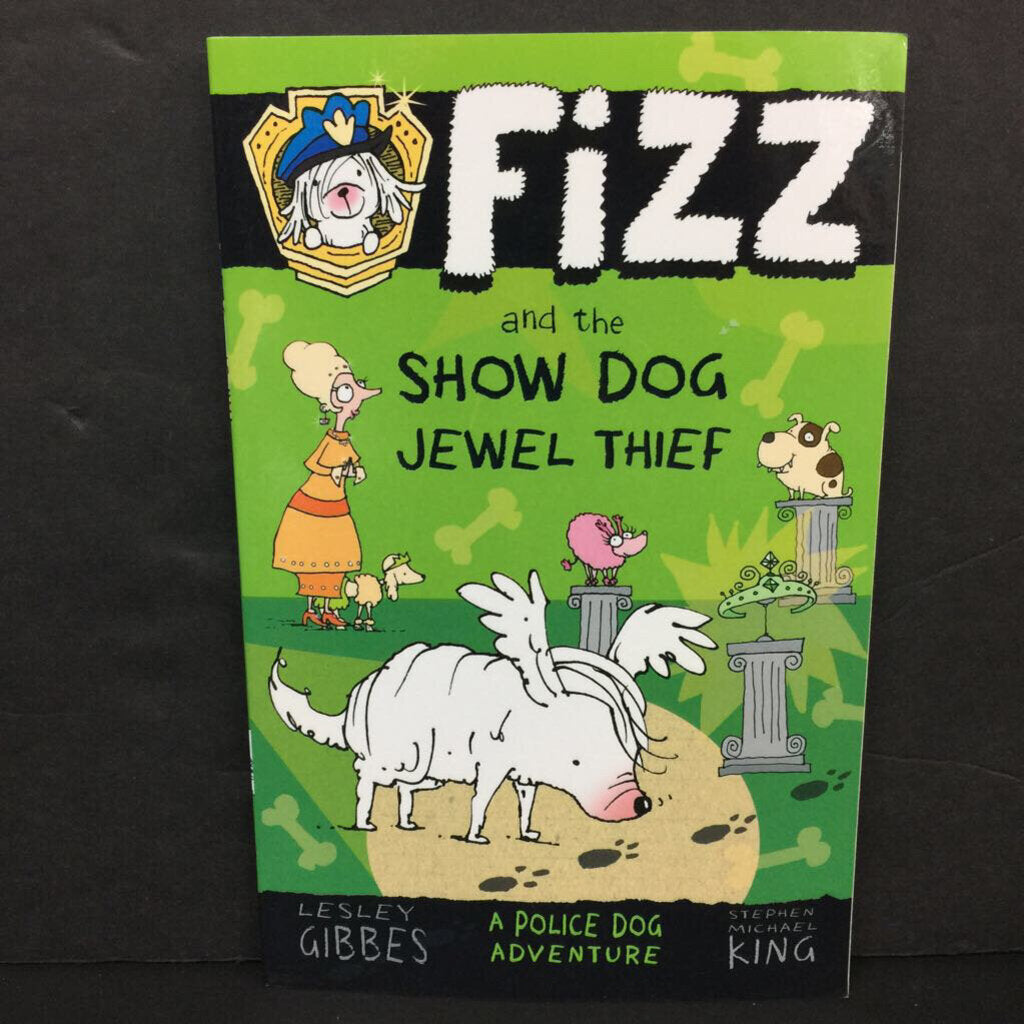 FiZZ
and the
SHOW DOG
JEWEL THIEF
LESLEY
GIBBES
A POLICE DOG
ADVENTURE
STEPHEN
MICHAEL
KING